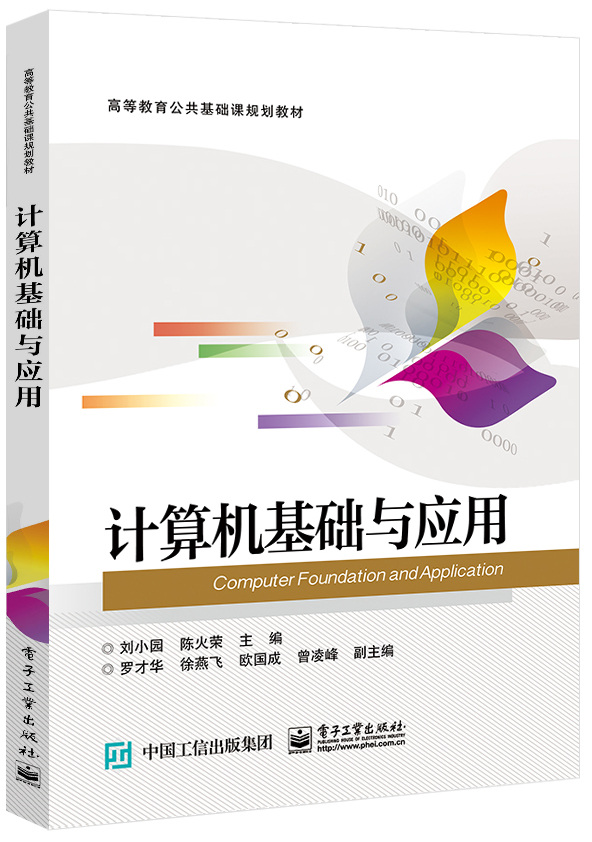 高等教育公共基础课规划教材
计算机基础与应用
電子工業出版社
高等教育公共基础课规划教材
计算机基础与应用
Computer Foundation and Application
◎ 刘小园 陈火荣 主 编
◎ 罗才华 徐燕飞 欧国成 曾凌峰 副主编
中国工信出版集团
電子工業出版社
PUBLISHING HOUSE OF ELECTRONICS INDUSTRY
http://www.phei.com.cn